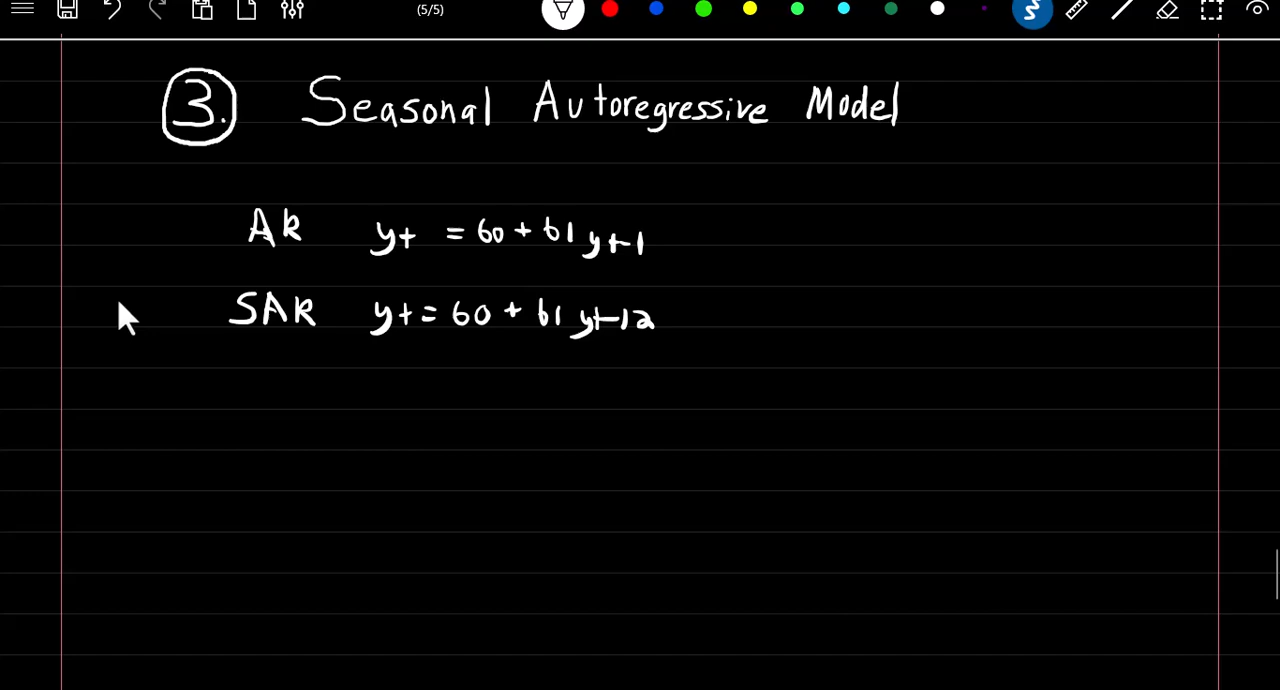 (5/5)
3. Seasonal Autoregressive Model
AR yt = b0 + b1 yt-1
SAR yt = b0 + b1 yt-12